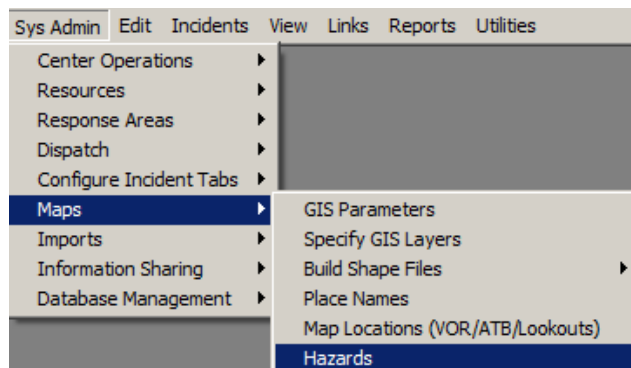 Sys Admin Edit Incidents View Links Reports Utilities
Center Operations
Resources
Response Areas
Dispatch
Configure Incident Tabs
Maps
Imports
Information Sharing
Database Management
GIS Parameters
Specify GIS Layers
Build Shape Files
Place Names
Map Locations (VOR/ATB/Lookouts)
Hazards